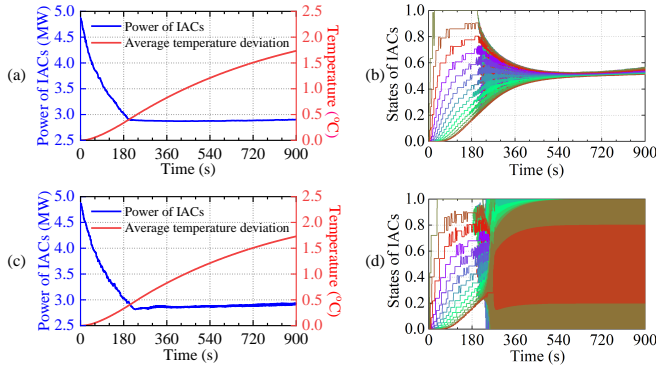 (a)
Power of IACs (MW)
5.0
4.5
4.0
3.5
3.0
2.5
Power of IACs
Average temperature deviation
2.5
2.0
1.5
1.0
0.5
0.0
Temperature (°C)
0 180 360 540 720 900
Time (s)
(b)
States of IACs
1.0
0.8
0.6
0.4
0.2
0
0 180 360 540 720 900
Time (s)
(c)
Power of IACs (MW)
5.0
4.5
4.0
3.5
3.0
2.5
Power of IACs
Average temperature deviation
2.5
2.0
1.5
1.0
0.5
0.0
Temperature (°C)
0 180 360 540 720 900
Time (s)
(d)
States of IACs
1.0
0.8
0.6
0.4
0.2
0.0
0 180 360 540 720 900
Time (s)